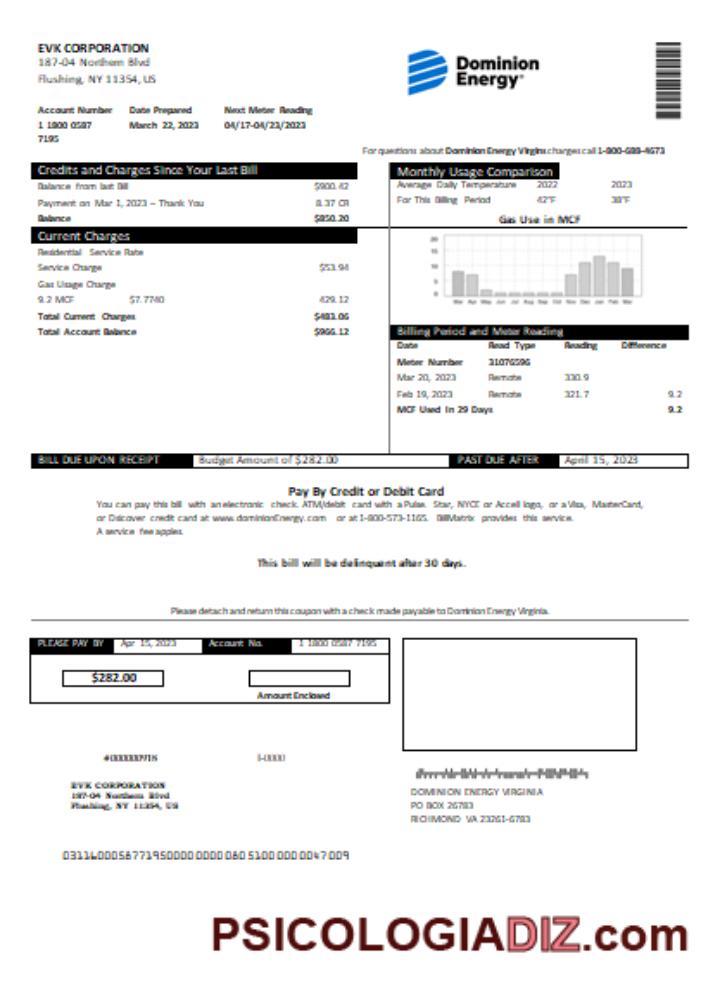 EVK CORPORATION
187-04 Northern Blvd
Flushing, NY 11354, US
Dominion
Energy®
Account Number Date Prepared Next Meter Reading
1 1800 0587 March 22, 2023 04/17-04/23/2023
7195
For questions about Dominion Energy Virginia charges call 1-800-688-4673
Credits and Charges Since Your Last Bill
Balance from last Bill $900.42
Payment on Mar 1, 2023 – Thank You 8.37 CR
Balance $850.20
Current Charges
Residential Service Rate
Service Charge $53.94
Gas Usage Charge
9.2 MCF $7.7740 429.12
Total Current Charges $483.06
Total Account Balance $966.12
Monthly Usage Comparison
Average Daily Temperature 2022 2023
For This Billing Period 42°F 38°F
Gas Use in MCF
20
15
10
5
0
Mar Apr May Jun Jul Aug Sep Oct Nov Dec Jan Feb Mar
Billing Period and Meter Reading
Date Read Type Reading Difference
Meter Number 31076596
Mar 20, 2023 Remote 330.9
Feb 19, 2023 Remote 321.7 9.2
MCF Used In 29 Days 9.2
BILL DUE UPON RECEIPT Budget Amount of $282.00 PAST DUE AFTER April 15, 2023
Pay By Credit or Debit Card
You can pay this bill with an electronic check. ATM/debit card with a Pulse. Star, NYCE or Accell logo, or a Visa, MasterCard,
or Discover credit card at www.dominionEnergy.com or at 1-800-573-1165. BillMatrix provides this service.
A service fee apples.
This bill will be delinquent after 30 days.
Please detach and return this coupon with a check made payable to Dominion Energy Virginia.
PLEASE PAY BY Apr 15, 2023 Account No. 1 1800 0587 7195
$282.00
Amount Enclosed
EVK CORPORATION
187-04 Northern Blvd
Flushing, NY 11354, US
DOMINION ENERGY VIRGINIA
PO BOX 26783
RICHMOND VA 23261-6783
PSICOLOGIADIZ.com